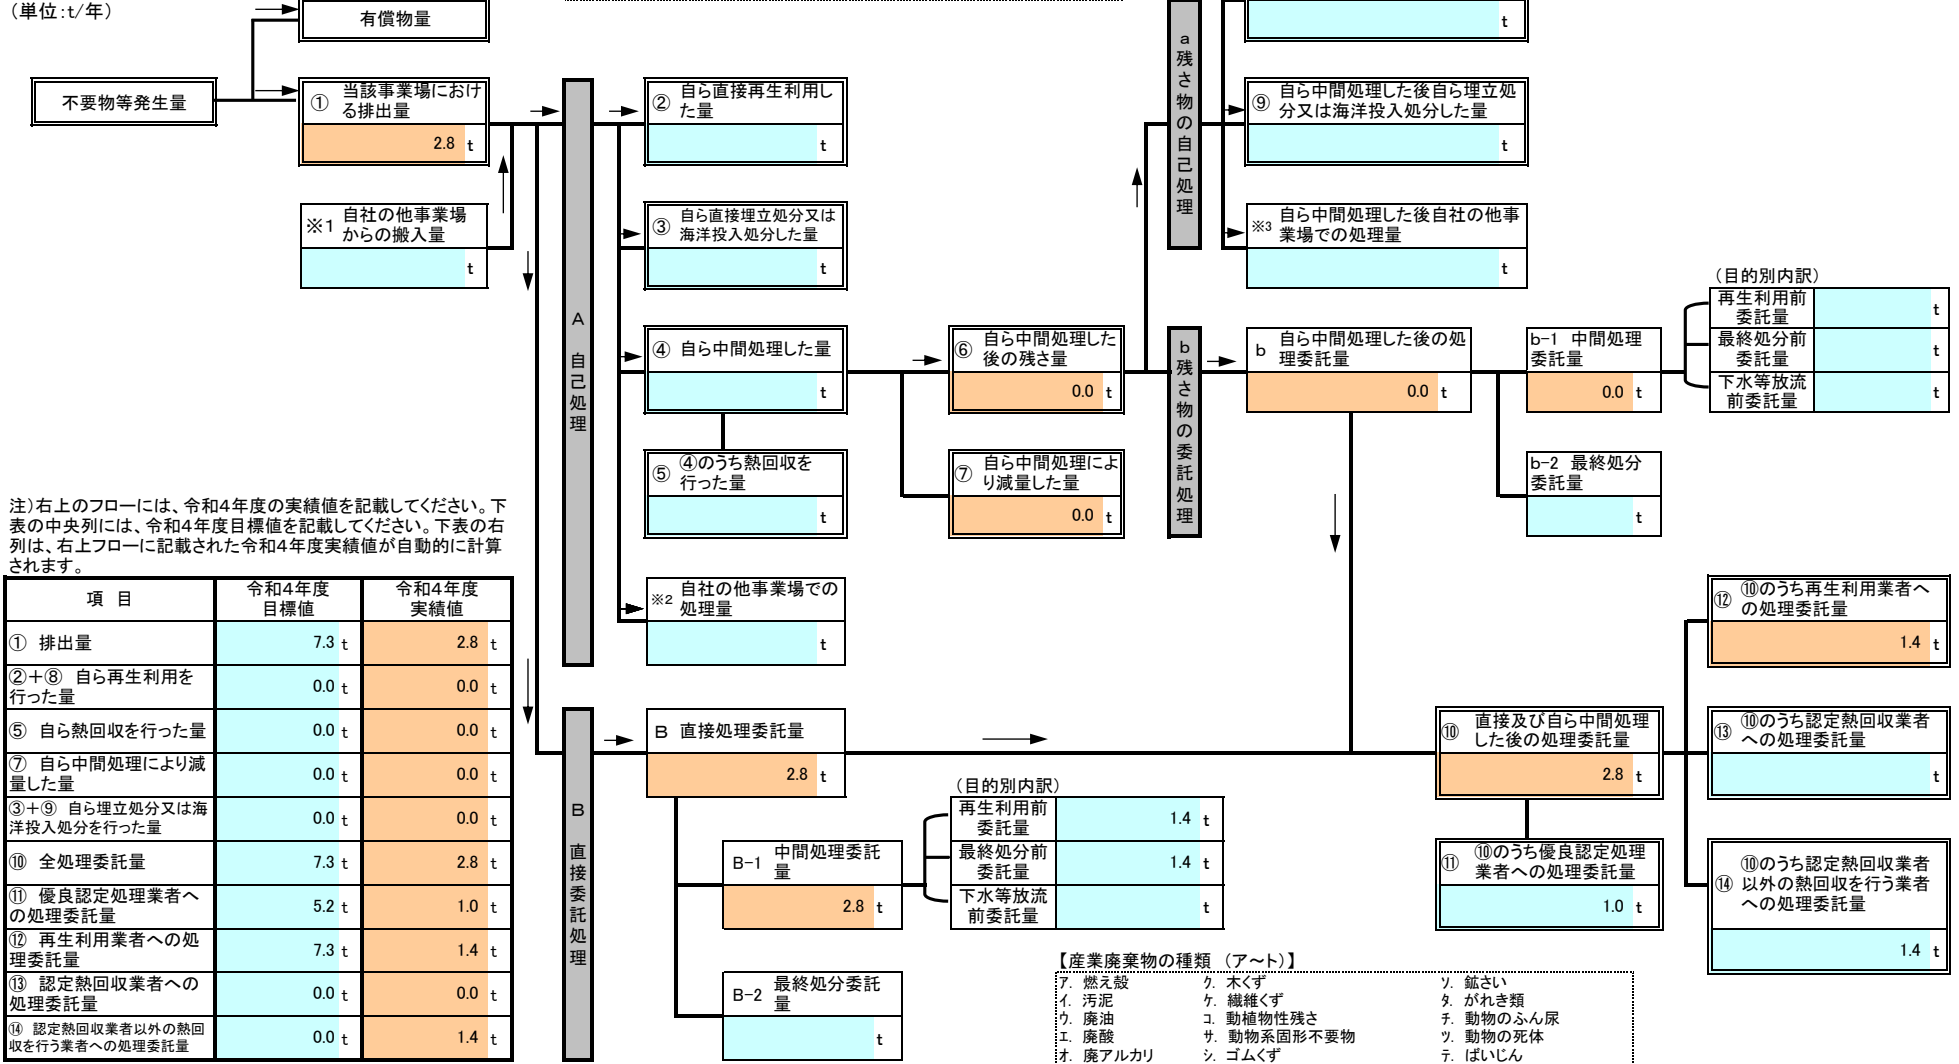 （単位：t/年）
有償物量
不要物等発生量
① 当該事業場におけ
る排出量
2.8 t
※1 自社の他事業場
からの搬入量
t
A 自己処理
② 自ら直接再生利用し
た量
t
③ 自ら直接埋立処分又は
海洋投入処分した量
t
④ 自ら中間処理した量
t
⑤ ④のうち熱回収を
行った量
t
※2 自社の他事業場での
処理量
t
⑥ 自ら中間処理した
後の残さ量
0.0 t
⑦ 自ら中間処理によ
り減量した量
0.0 t
a残さ物の自己処理
t
⑨ 自ら中間処理した後自ら埋立処
分又は海洋投入処分した量
t
※3 自ら中間処理した後自社の他事
業場での処理量
t
b残さ物の委託処理
b 自ら中間処理した後の処
理委託量
0.0 t
b-1 中間処理
委託量
0.0 t
b-2 最終処分
委託量
t
（目的別内訳）
再生利用前
委託量
t
最終処分前
委託量
t
下水等放流
前委託量
t
注）右上のフローには、令和4年度の実績値を記載してください。下
表の中央列には、令和4年度目標値を記載してください。下表の右
列は、右上フローに記載された令和4年度実績値が自動的に計算
されます。
項 目
令和4年度
目標値
令和4年度
実績値
① 排出量 7.3 t 2.8 t
②＋⑧ 自ら再生利用を
行った量 0.0 t 0.0 t
⑤ 自ら熱回収を行った量 0.0 t 0.0 t
⑦ 自ら中間処理により減
量した量 0.0 t 0.0 t
③＋⑨ 自ら埋立処分又は海
洋投入処分を行った量 0.0 t 0.0 t
⑩ 全処理委託量 7.3 t 2.8 t
⑪ 優良認定処理業者へ
の処理委託量 5.2 t 1.0 t
⑫ 再生利用業者への処
理委託量 7.3 t 1.4 t
⑬ 認定熱回収業者への
処理委託量 0.0 t 0.0 t
⑭ 認定熱回収業者以外の熱回
収を行う業者への処理委託量 0.0 t 1.4 t
B 直接委託処理
B 直接処理委託量
2.8 t
B-1 中間処理委託
量
2.8 t
B-2 最終処分委託
量
t
（目的別内訳）
再生利用前
委託量
1.4 t
最終処分前
委託量
1.4 t
下水等放流
前委託量
t
⑩ 直接及び自ら中間処理
した後の処理委託量
2.8 t
⑪ ⑩のうち優良認定処理
業者への処理委託量
1.0 t
⑫ ⑩のうち再生利用業者へ
の処理委託量
1.4 t
⑬ ⑩のうち認定熱回収業者
への処理委託量
t
⑭ ⑩のうち認定熱回収業者
以外の熱回収を行う業者
への処理委託量
1.4 t
【産業廃棄物の種類 （ア～ト）】
ア. 燃え殻 ク. 木くず ソ. 鉱さい
イ. 汚泥 ケ. 繊維くず タ. がれき類
ウ. 廃油 コ. 動植物性残さ チ. 動物のふん尿
エ. 廃酸 サ. 動物系固形不要物 ツ. 動物の死体
オ. 廃アルカリ シ. ゴムくず テ. ばいじん